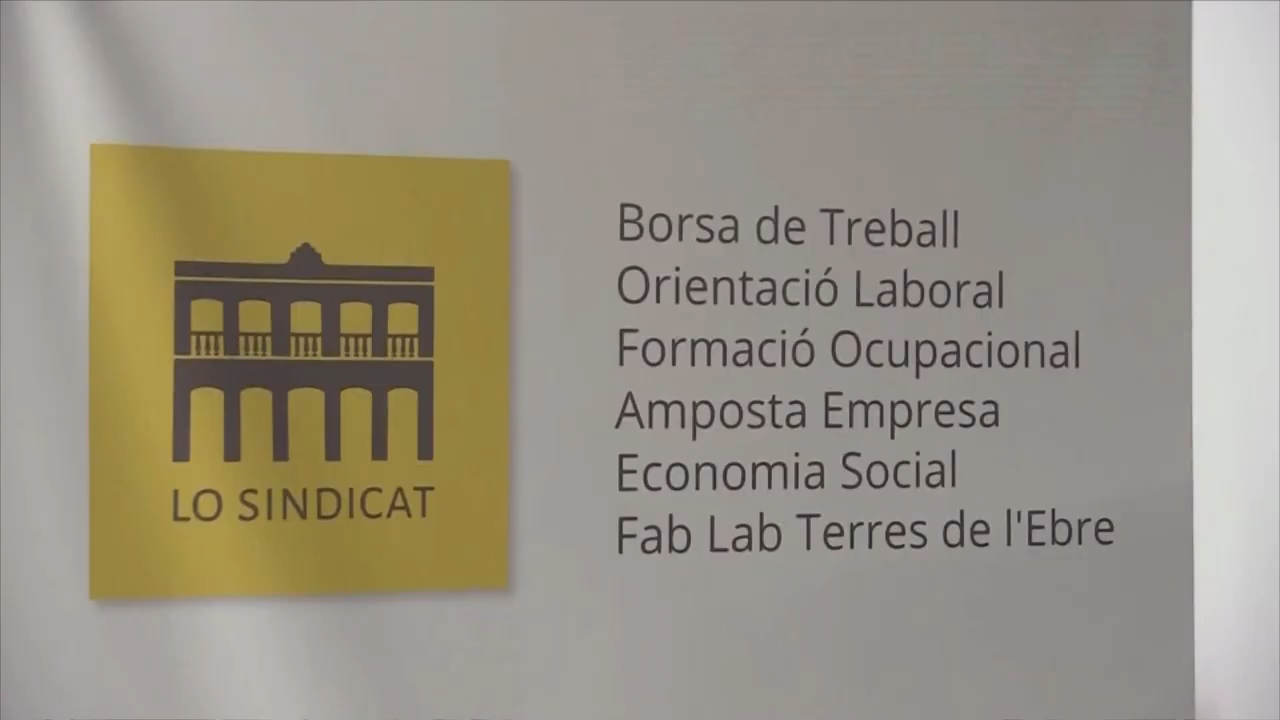 LO SINDICAT
Borsa de Treball
Orientació Laboral
Formació Ocupacional
Amposta Empresa
Economia Social
Fab Lab Terres de l'Ebre